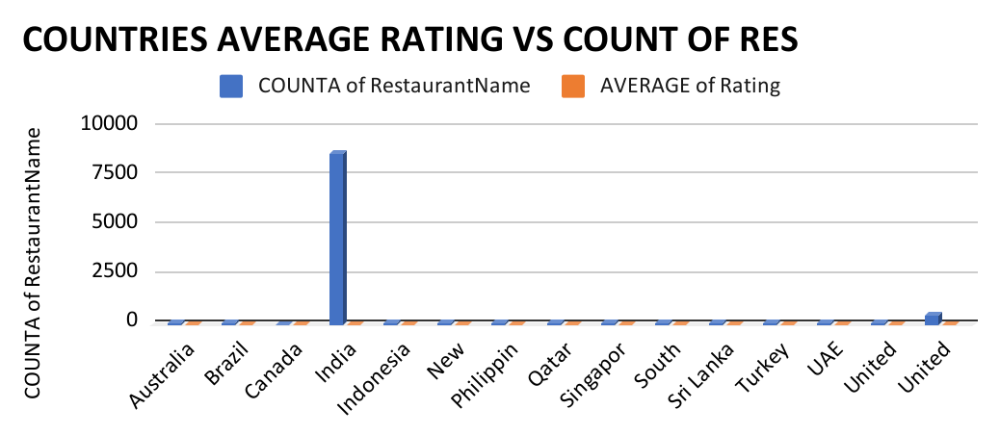 COUNTRIES AVERAGE RATING VS COUNT OF RES
COUNTA of RestaurantName
AVERAGE of Rating
COUNTA of RestaurantName
10000
7500
5000
2500
0
Australia
Brazil
Canada
India
Indonesia
New
Philippin
Qatar
Singapor
South
Sri Lanka
Turkey
UAE
United
United